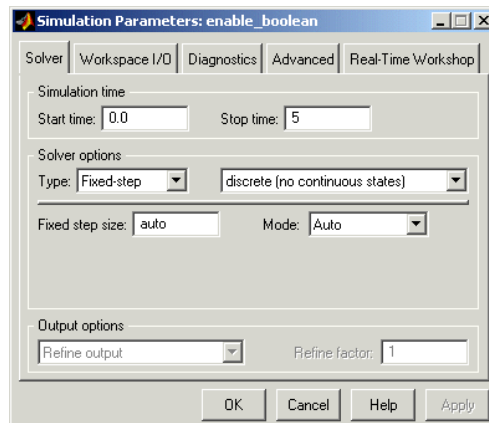 Simulation Parameters: enable_boolean
Solver Workspace I/O Diagnostics Advanced Real-Time Workshop
Simulation time
Start time: 0.0 Stop time: 5
Solver options
Type: Fixed-step discrete (no continuous states)
Fixed step size: auto Mode: Auto
Output options
Refine output Refine factor: 1
OK Cancel Help Apply